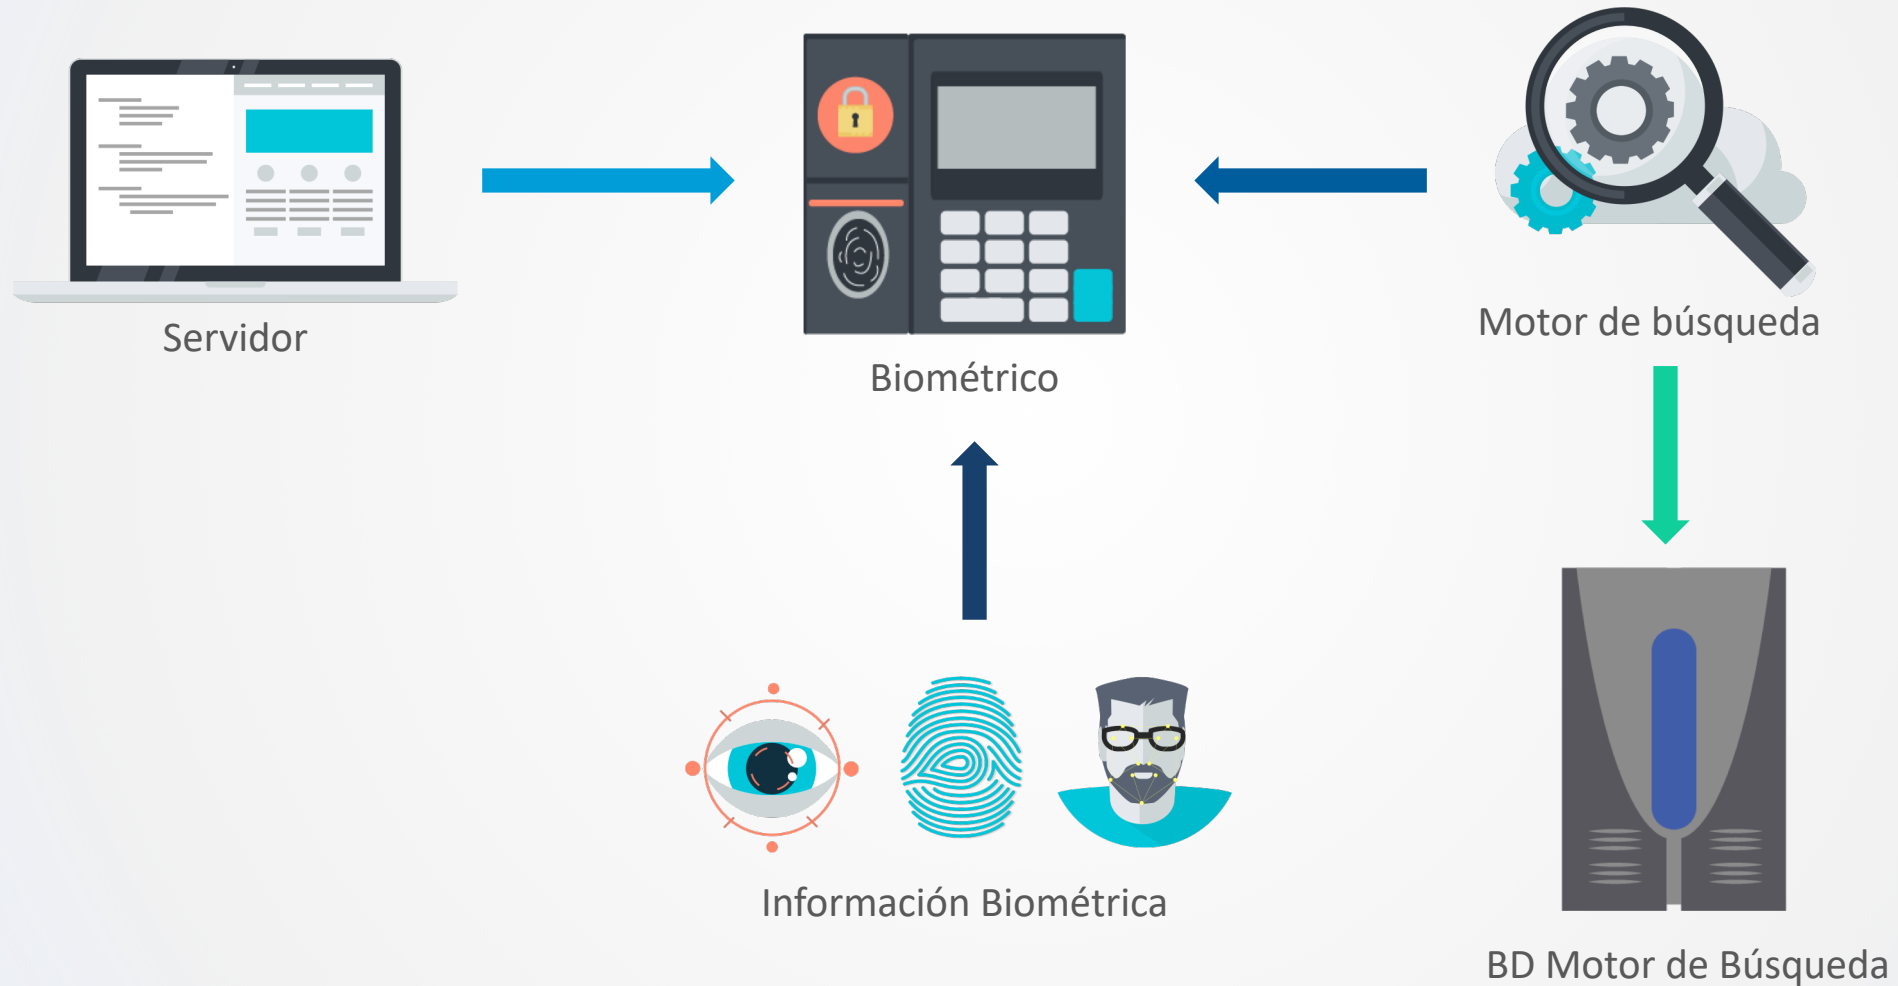 Servidor
Biométrico
Motor de búsqueda
Información Biométrica
BD Motor de Búsqueda